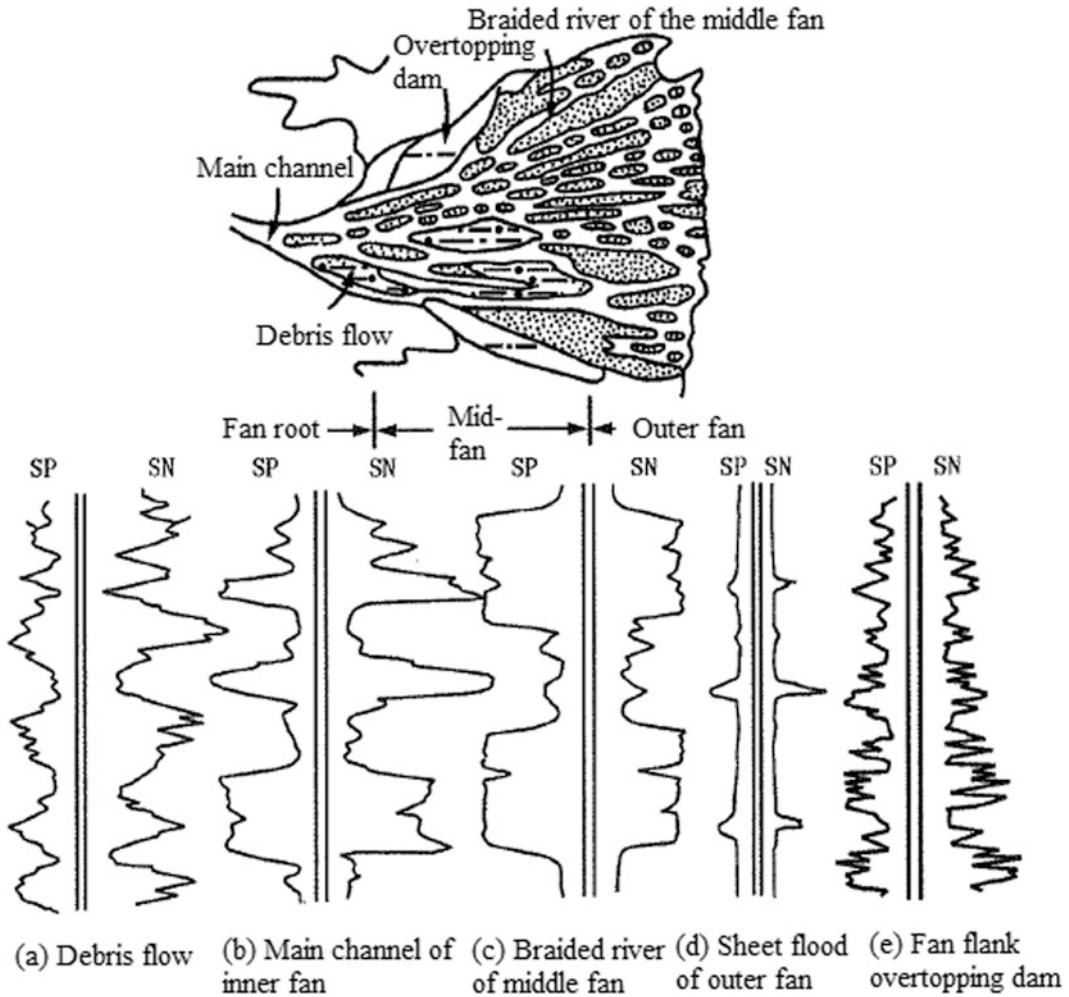 Braided river of the middle fan
Overtopping
dam
Main channel
Debris flow
Fan root
Mid-
fan
Outer fan
SP SN SP SN SP SN SP SN SP SN
(a) Debris flow
(b) Main channel of
inner fan
(c) Braided river
of middle fan
(d) Sheet flood
of outer fan
(e) Fan flank
overtopping dam